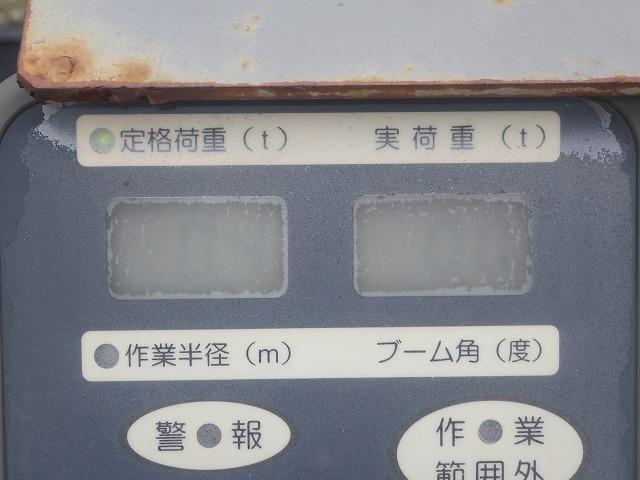 定格荷重（t） 実荷重（t）
作業半径（m） ブーム角（度）
警報 作業
範囲外